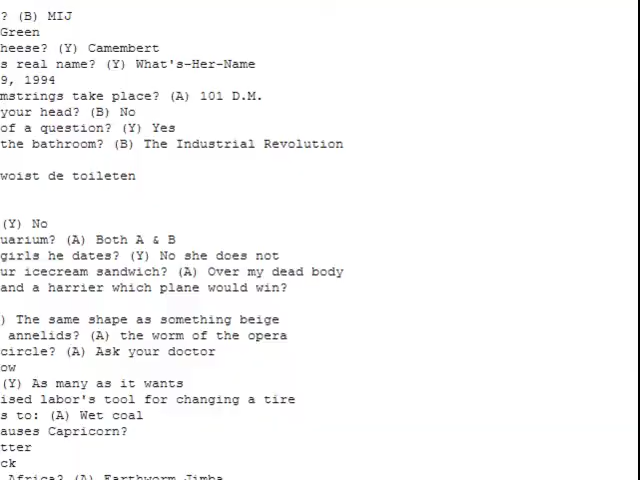 ? (B) MIJ
Green
heese? (Y) Camembert
s real name? (Y) What's-Her-Name
9, 1994
mstrings take place? (A) 101 D.M.
your head? (B) No
of a question? (Y) Yes
the bathroom? (B) The Industrial Revolution
woist de toileten
(Y) No
uarium? (A) Both A & B
girls he dates? (Y) No she does not
ur icecream sandwich? (A) Over my dead body
and a harrier which plane would win?
) The same shape as something beige
annelids? (A) the worm of the opera
circle? (A) Ask your doctor
ow
(Y) As many as it wants
ised labor's tool for changing a tire
s to: (A) Wet coal
auses Capricorn?
tter
ck
Africa? (A) Earthworm Jimba